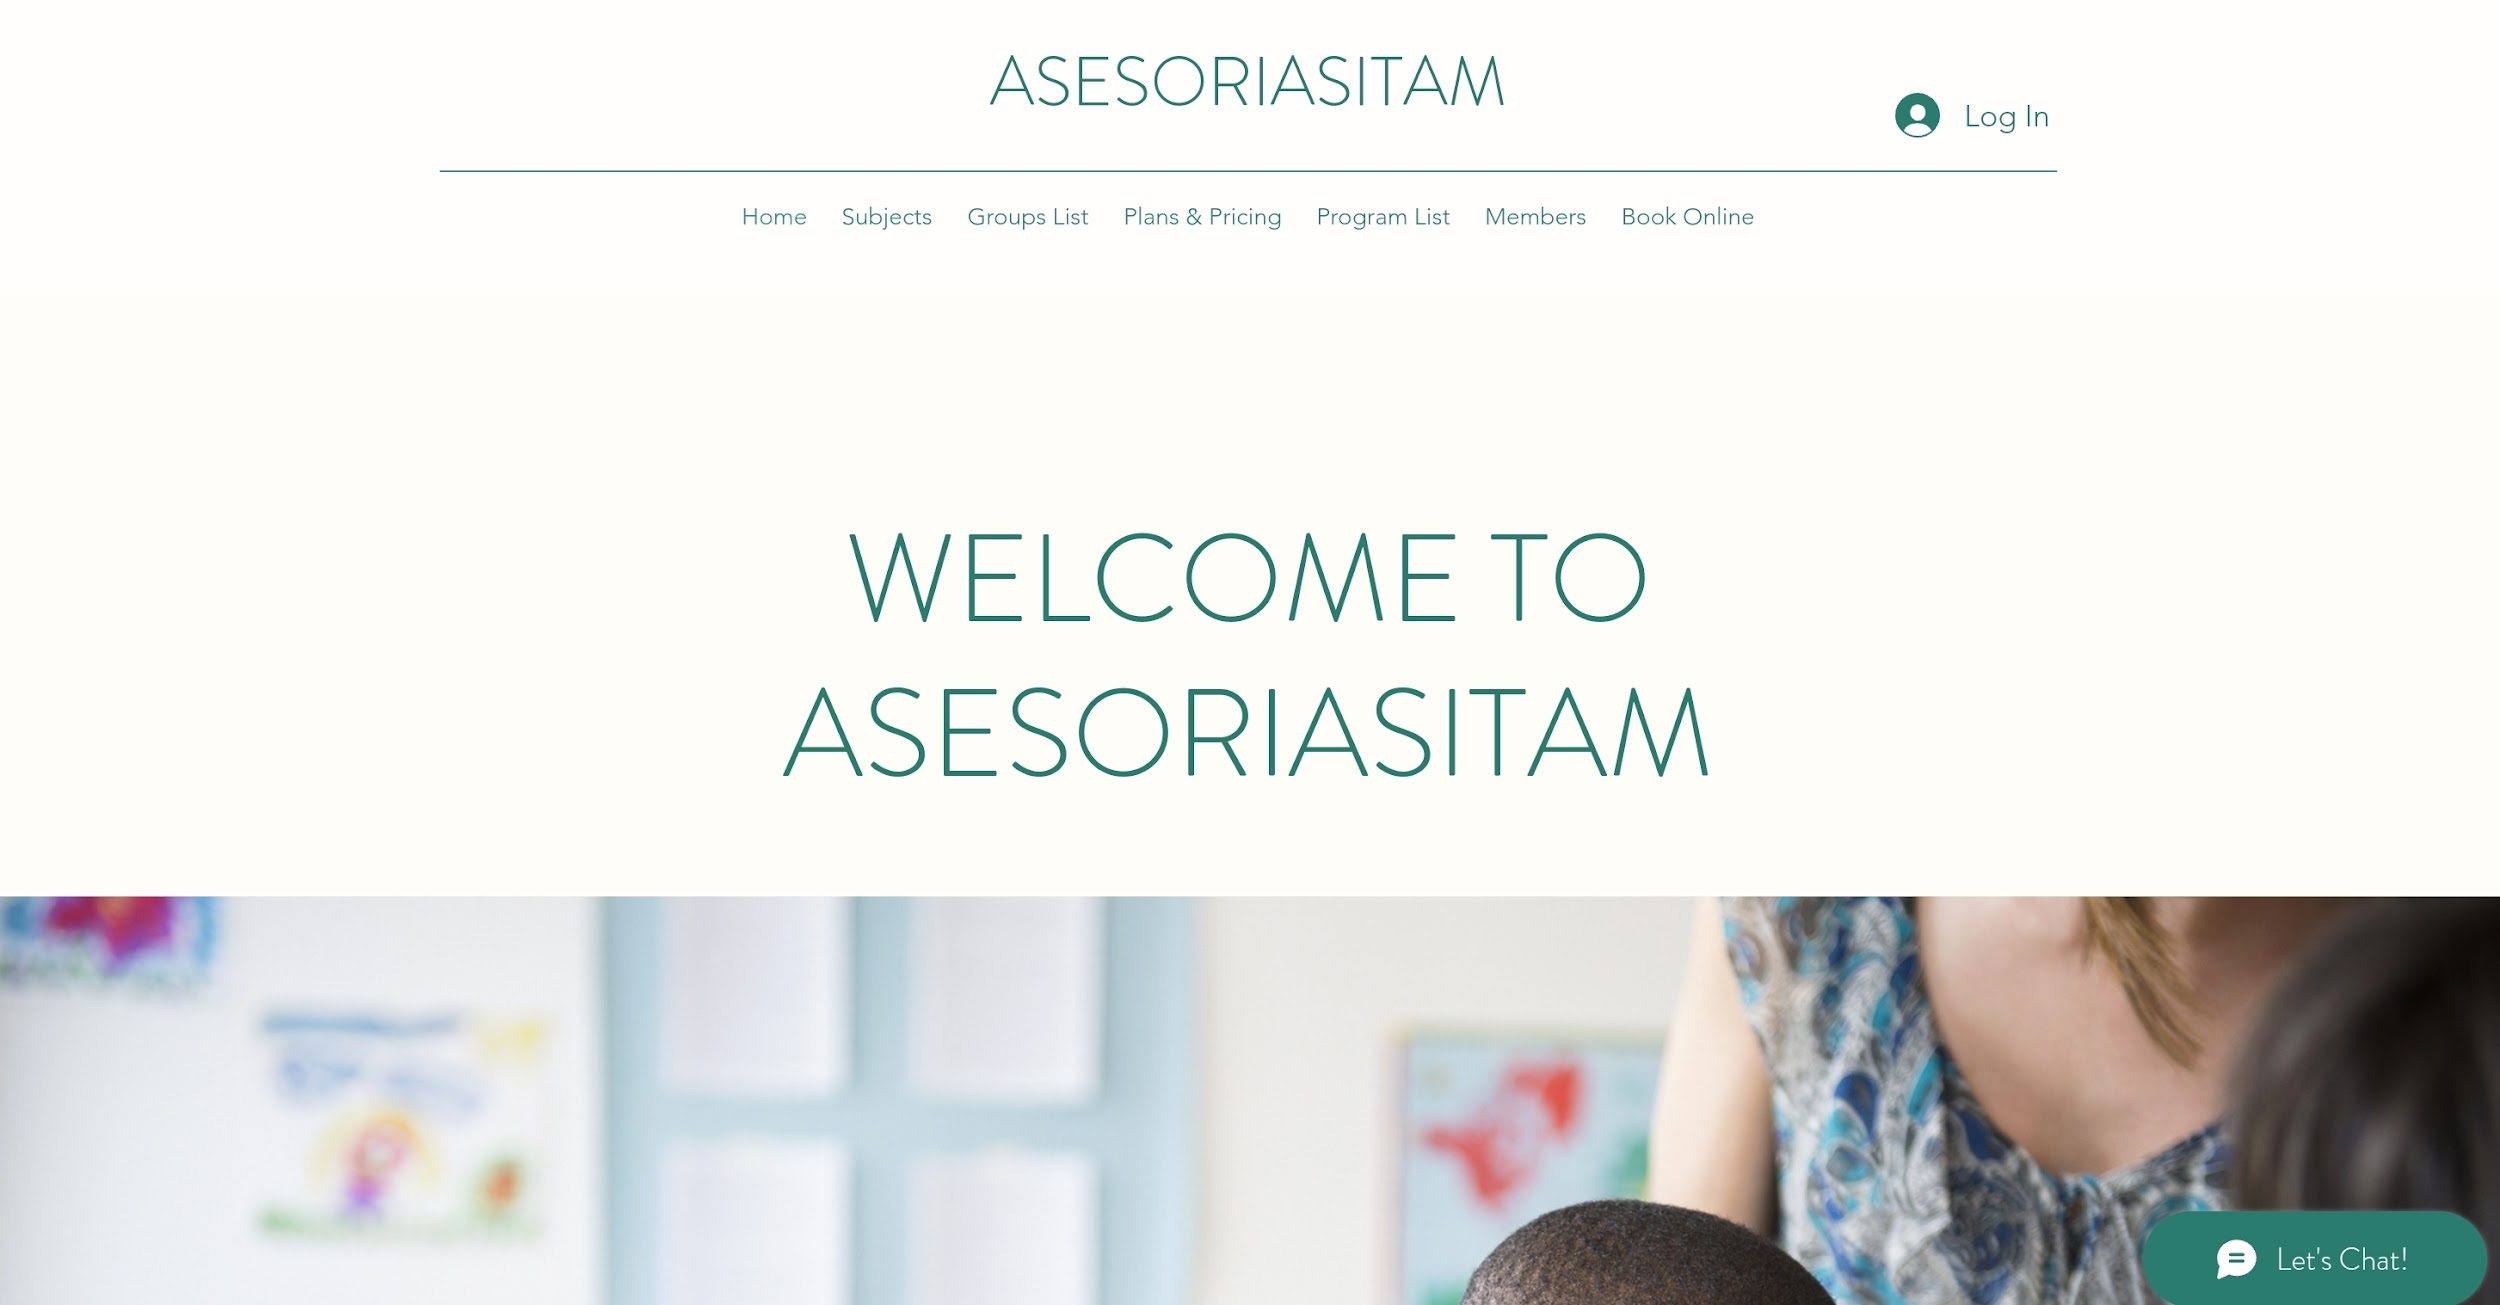 ASESORIASITAM
Log In
Home Subjects Groups List Plans & Pricing Program List Members Book Online
WELCOME TO
ASESORIASITAM
Let's Chat!